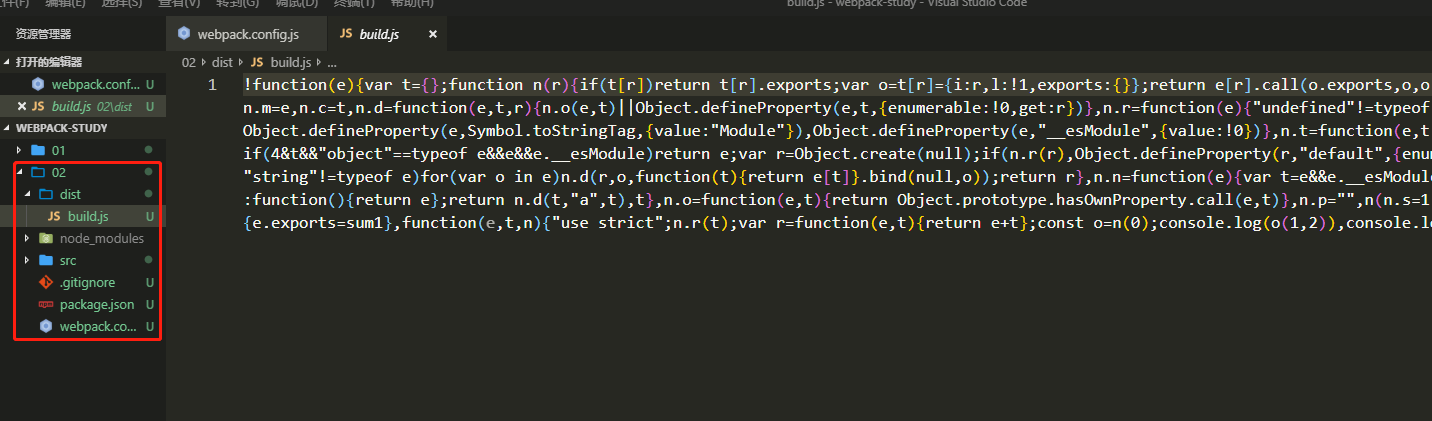 件(F) 编辑(E) 选择(S) 查看(V) 转到(G) 调试(D) 终端(T) 帮助(H) build.js - webpack-study - Visual Studio Code
资源管理器
webpack.config.js
JS build.js ×
打开的编辑器
webpack.conf... U
× JS build.js 02\dist U
WEBPACK-STUDY
01
02
dist
JS build.js U
node_modules
src
.gitignore U
package.json U
webpack.co... U
02 › dist › JS build.js › ...
1 !function(e){var t={};function n(r){if(t[r])return t[r].exports;var o=t[r]={i:r,l:!1,exports:{}};return e[r].call(o.exports,o,o
n.m=e,n.c=t,n.d=function(e,t,r){n.o(e,t)||Object.defineProperty(e,t,{enumerable:!0,get:r})},n.r=function(e){"undefined"!=typeof
Object.defineProperty(e,Symbol.toStringTag,{value:"Module"}),Object.defineProperty(e,"__esModule",{value:!0})},n.t=function(e,t
if(4&t&&"object"==typeof e&&e&&e.__esModule)return e;var r=Object.create(null);if(n.r(r),Object.defineProperty(r,"default",{enu
"string"!=typeof e)for(var o in e)n.d(r,o,function(t){return e[t]}.bind(null,o));return r},n.n=function(e){var t=e&&e.__esModul
:function(){return e};return n.d(t,"a",t),t},n.o=function(e,t){return Object.prototype.hasOwnProperty.call(e,t)},n.p="",n(n.s=1
{e.exports=sum1},function(e,t,n){"use strict";n.r(t);var r=function(e,t){return e+t};const o=n(0);console.log(o(1,2)),console.l